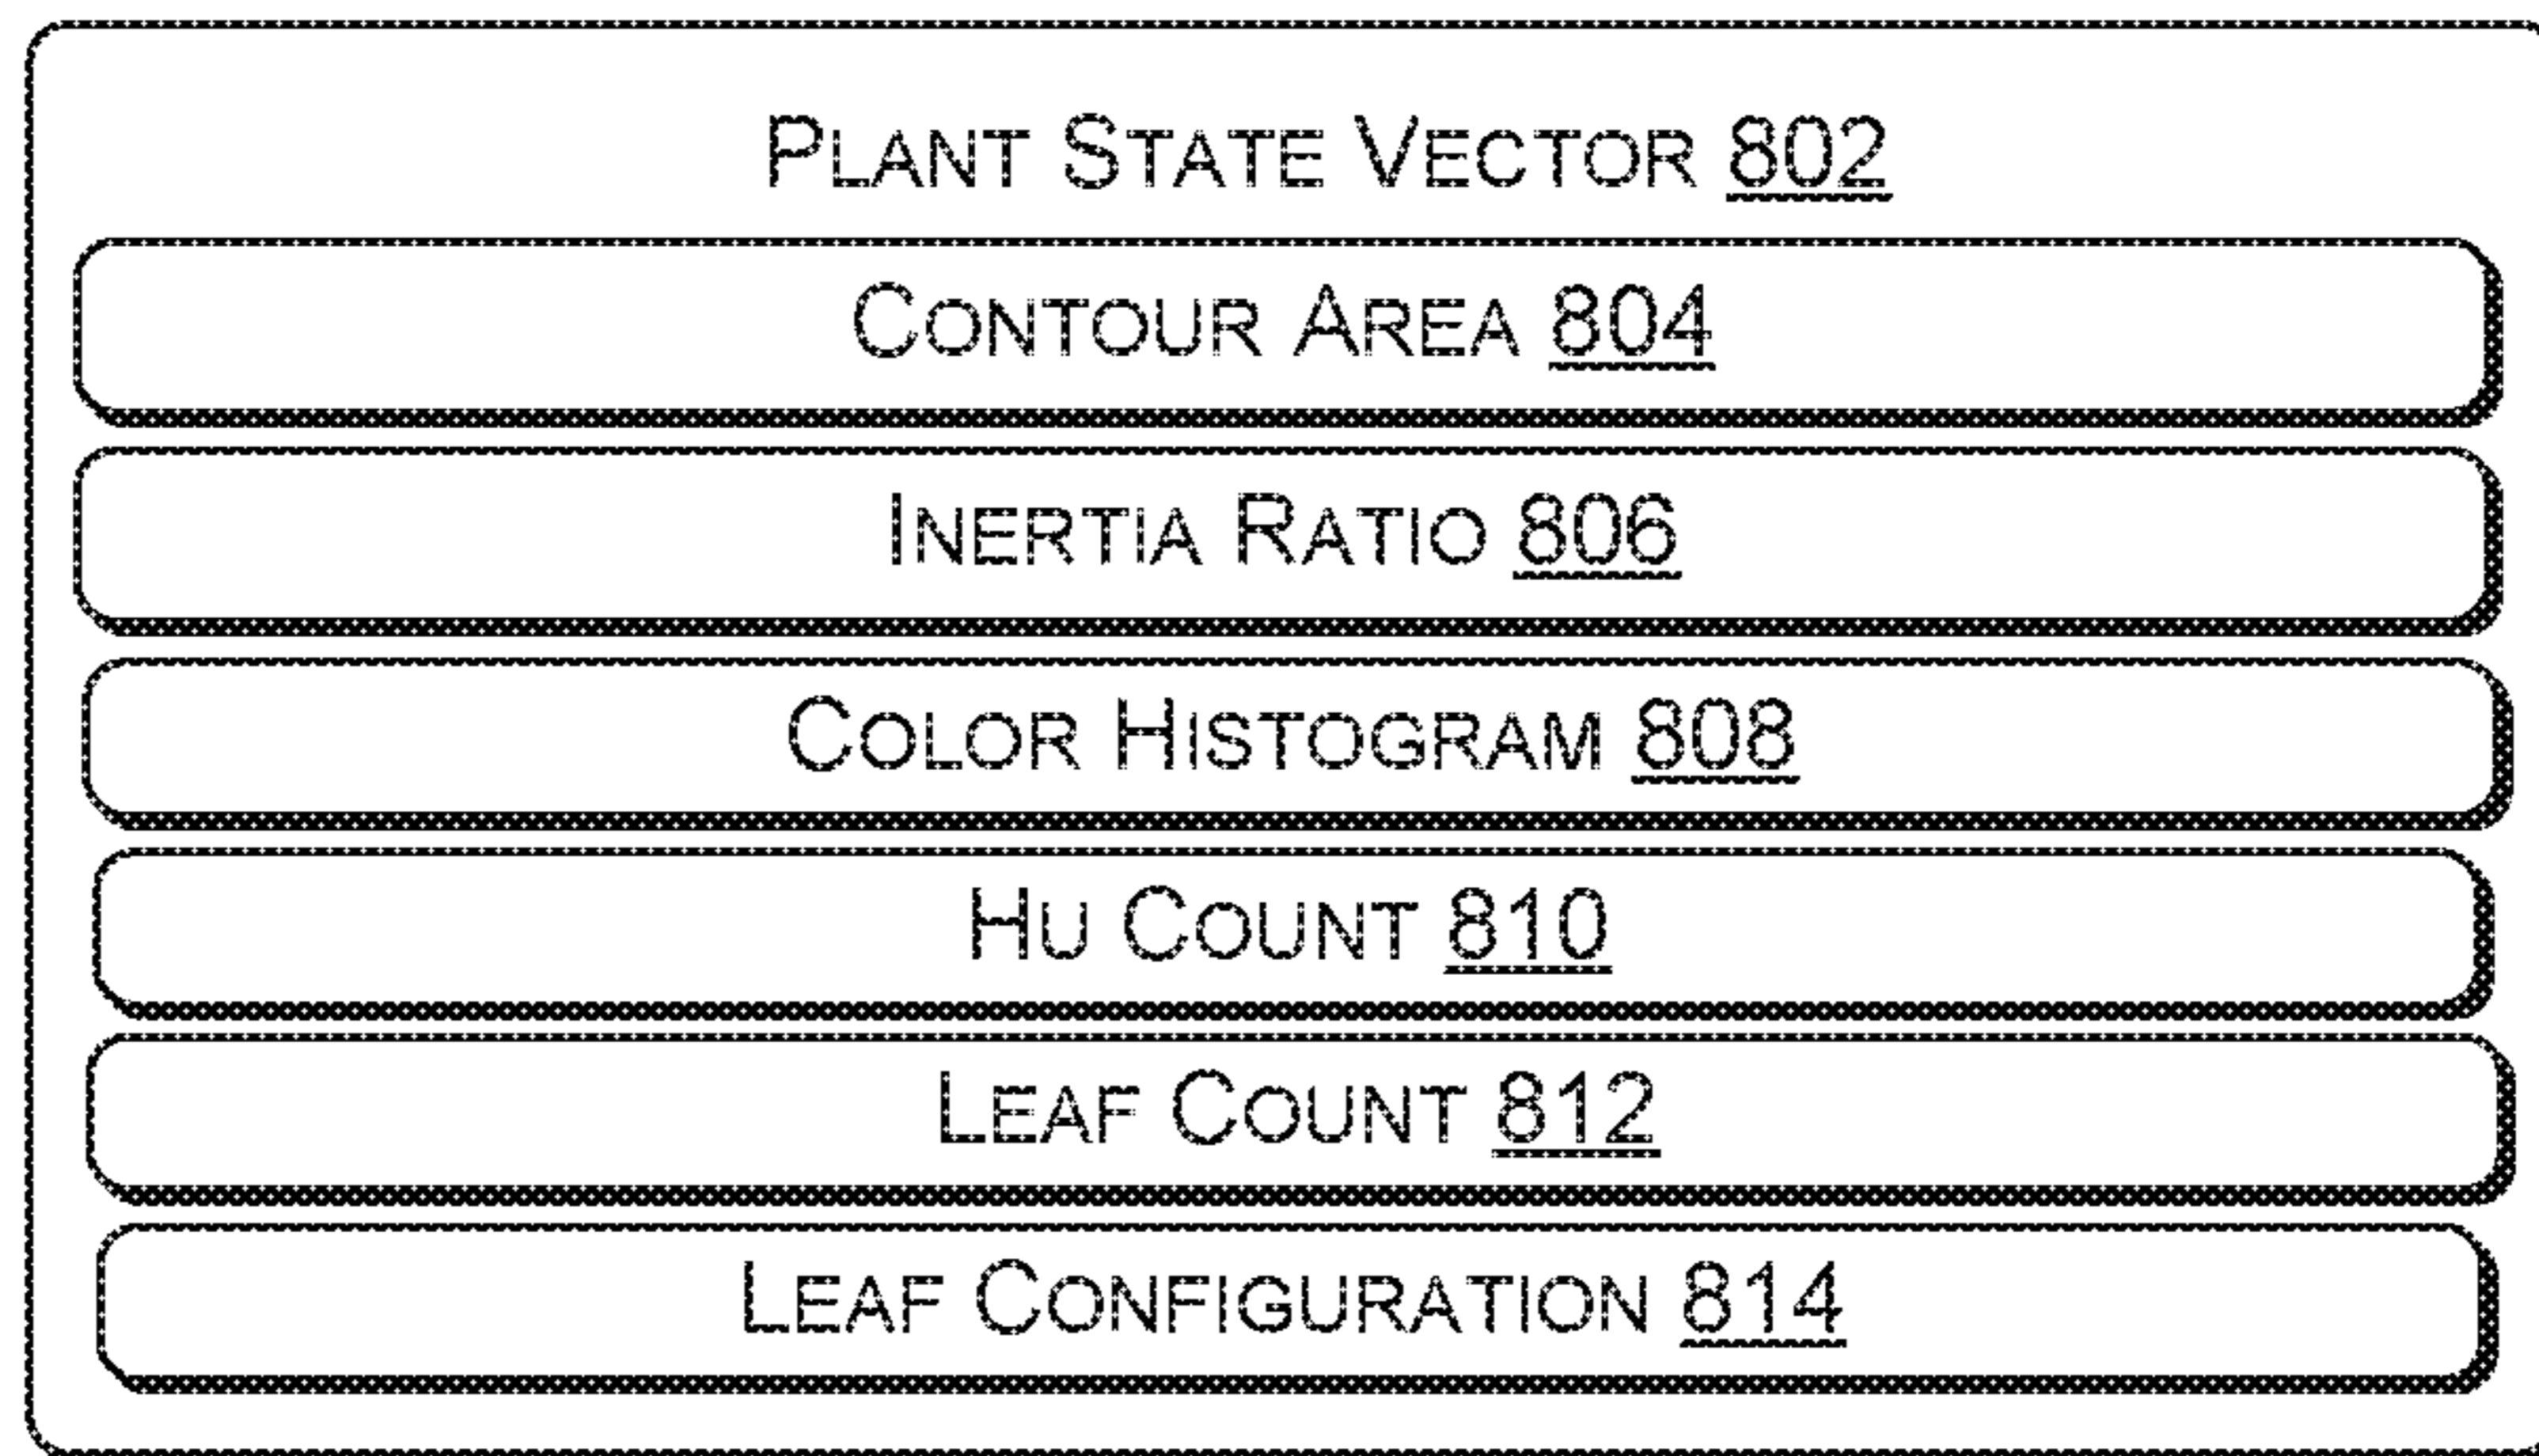 PLANT STATE VECTOR 802
CONTOUR AREA 804
INERTIA RATIO 806
COLOR HISTOGRAM 808
HU COUNT 810
LEAF COUNT 812
LEAF CONFIGURATION 814